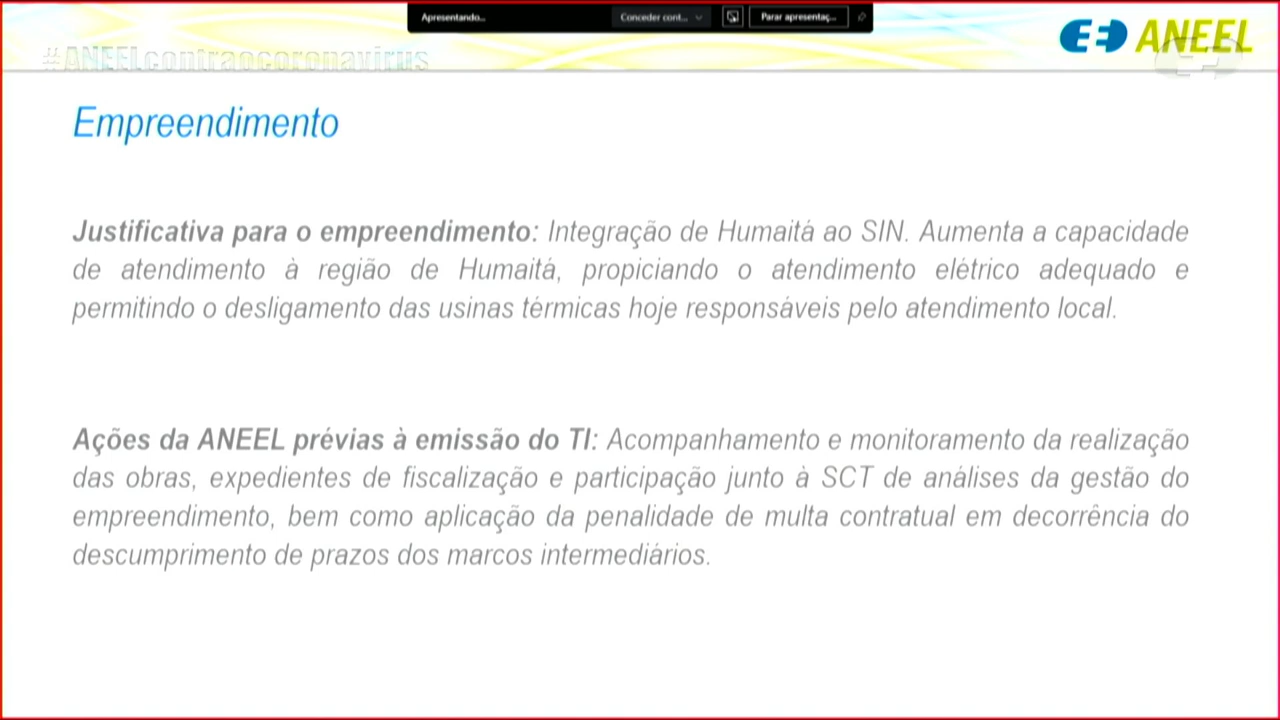 Apresentando...
Conceder cont...
Parar apresentaç...
ANEEL
#ANEELcontraocoronavirus
Empreendimento
Justificativa para o empreendimento: Integração de Humaitá ao SIN. Aumenta a capacidade
de atendimento à região de Humaitá, propiciando o atendimento elétrico adequado e
permitindo o desligamento das usinas térmicas hoje responsáveis pelo atendimento local.
Ações da ANEEL prévias à emissão do TI: Acompanhamento e monitoramento da realização
das obras, expedientes de fiscalização e participação junto à SCT de análises da gestão do
empreendimento, bem como aplicação da penalidade de multa contratual em decorrência do
descumprimento de prazos dos marcos intermediários.